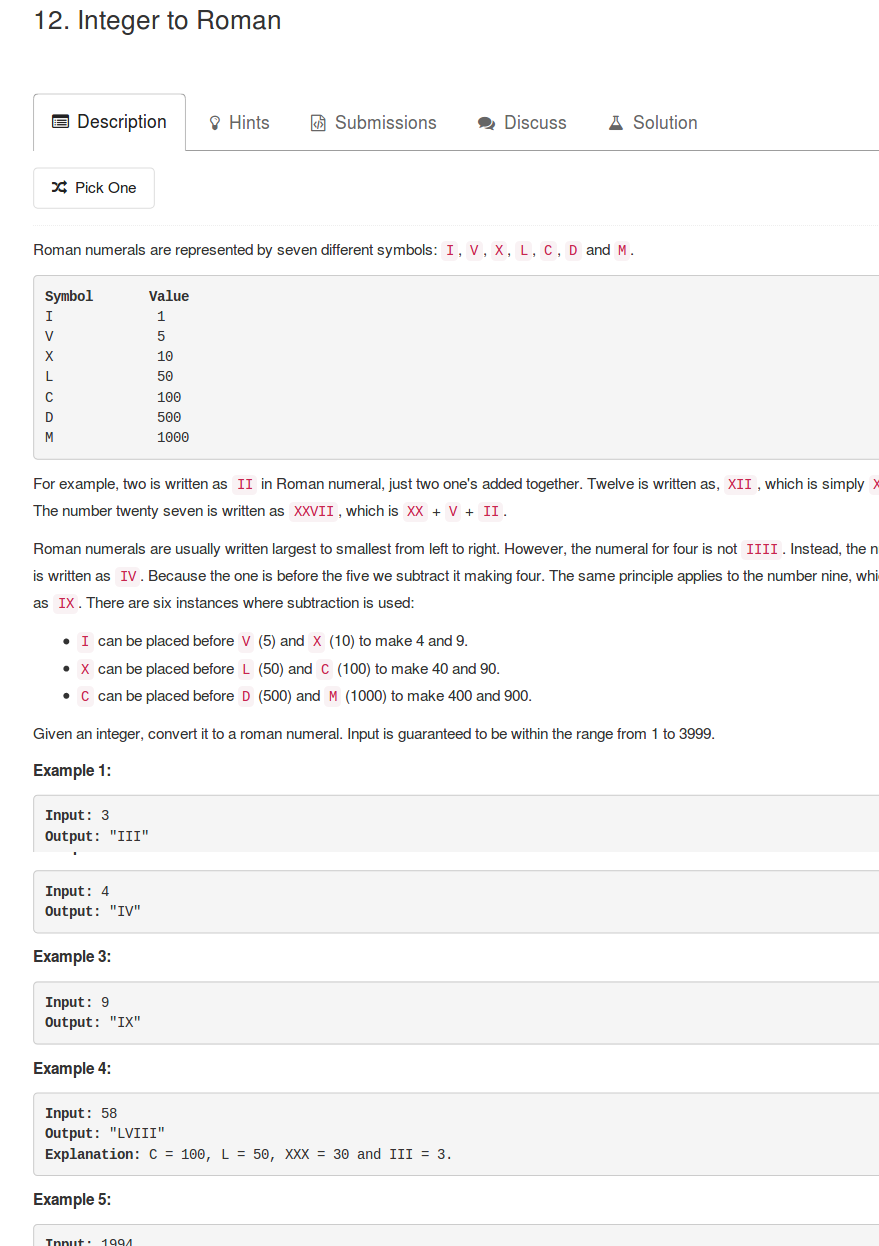 12. Integer to Roman
Description Hints Submissions Discuss Solution
Pick One
Roman numerals are represented by seven different symbols: I, V, X, L, C, D and M.
Symbol Value
I 1
V 5
X 10
L 50
C 100
D 500
M 1000
For example, two is written as II in Roman numeral, just two one's added together. Twelve is written as, XII, which is simply X
The number twenty seven is written as XXVII, which is XX + V + II.
Roman numerals are usually written largest to smallest from left to right. However, the numeral for four is not IIII. Instead, the n
is written as IV. Because the one is before the five we subtract it making four. The same principle applies to the number nine, whi
as IX. There are six instances where subtraction is used:
• I can be placed before V (5) and X (10) to make 4 and 9.
• X can be placed before L (50) and C (100) to make 40 and 90.
• C can be placed before D (500) and M (1000) to make 400 and 900.
Given an integer, convert it to a roman numeral. Input is guaranteed to be within the range from 1 to 3999.
Example 1:
Input: 3
Output: "III"
Input: 4
Output: "IV"
Example 3:
Input: 9
Output: "IX"
Example 4:
Input: 58
Output: "LVIII"
Explanation: C = 100, L = 50, XXX = 30 and III = 3.
Example 5:
Input: 1994